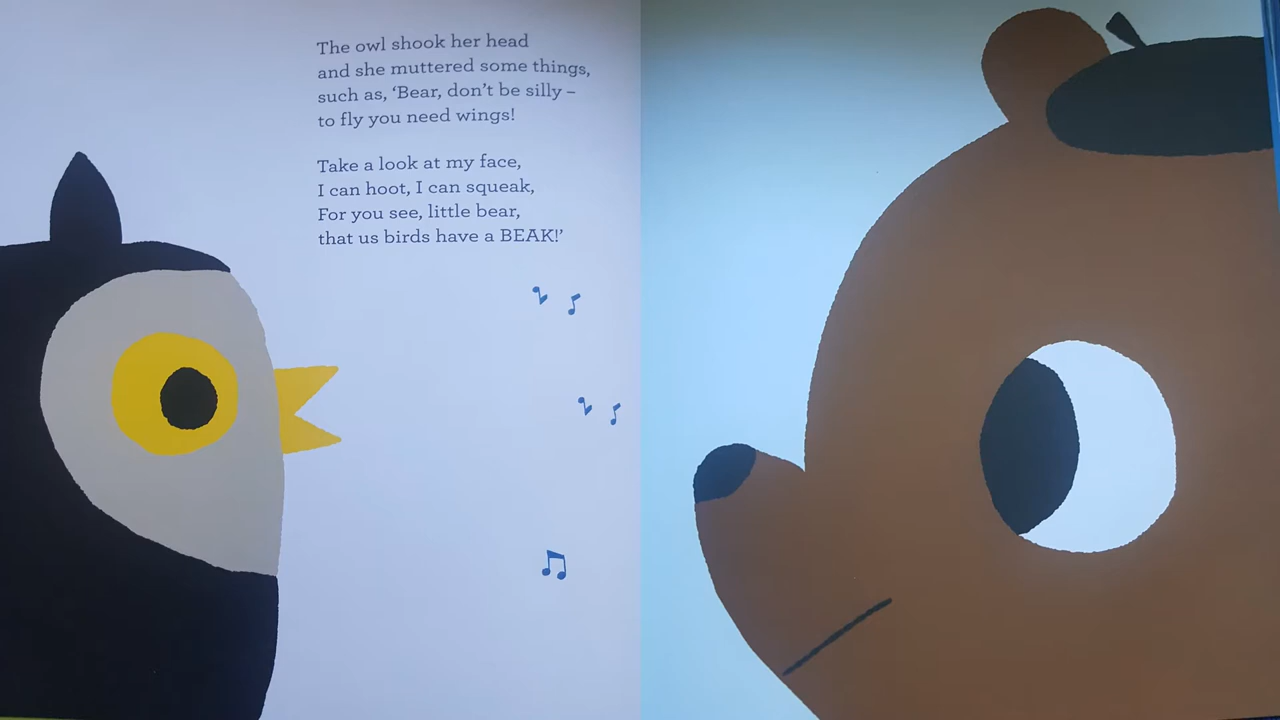 The owl shook her head
and she muttered some things,
such as, ‘Bear, don’t be silly –
to fly you need wings!
Take a look at my face,
I can hoot, I can squeak,
For you see, little bear,
that us birds have a BEAK!’